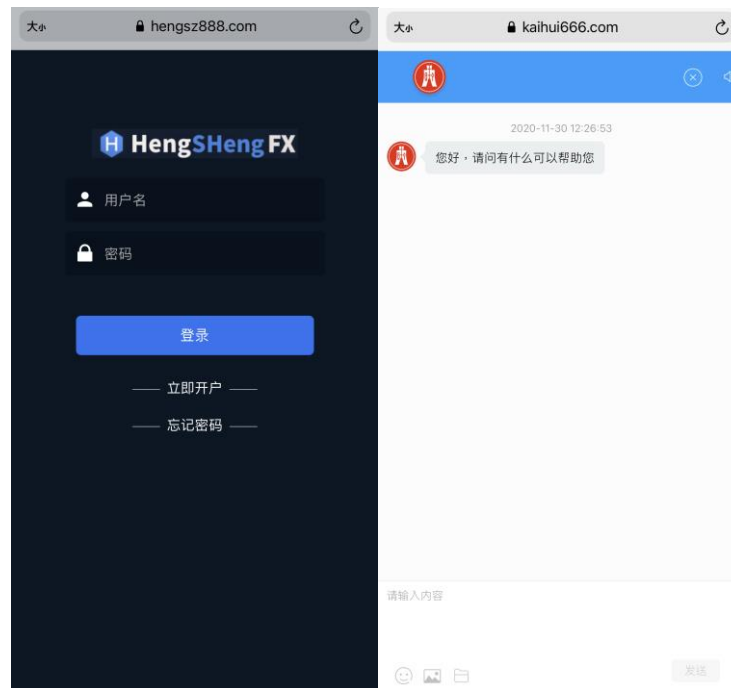 大小
hengsz888.com
HengSHeng FX
用户名
密码
登录
立即开户
忘记密码
大小
kaihui666.com
2020-11-30 12:26:53
您好，请问有什么可以帮助您
请输入内容
发送